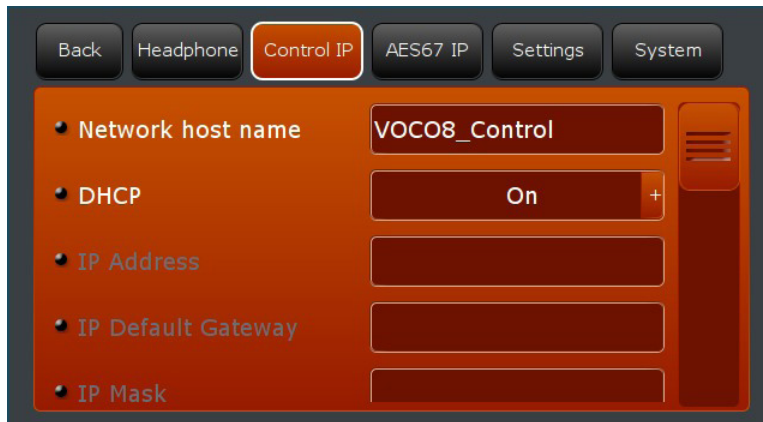 Back Headphone Control IP AES67 IP Settings System
Network host name VOCO8_Control
DHCP On +
IP Address
IP Default Gateway
IP Mask